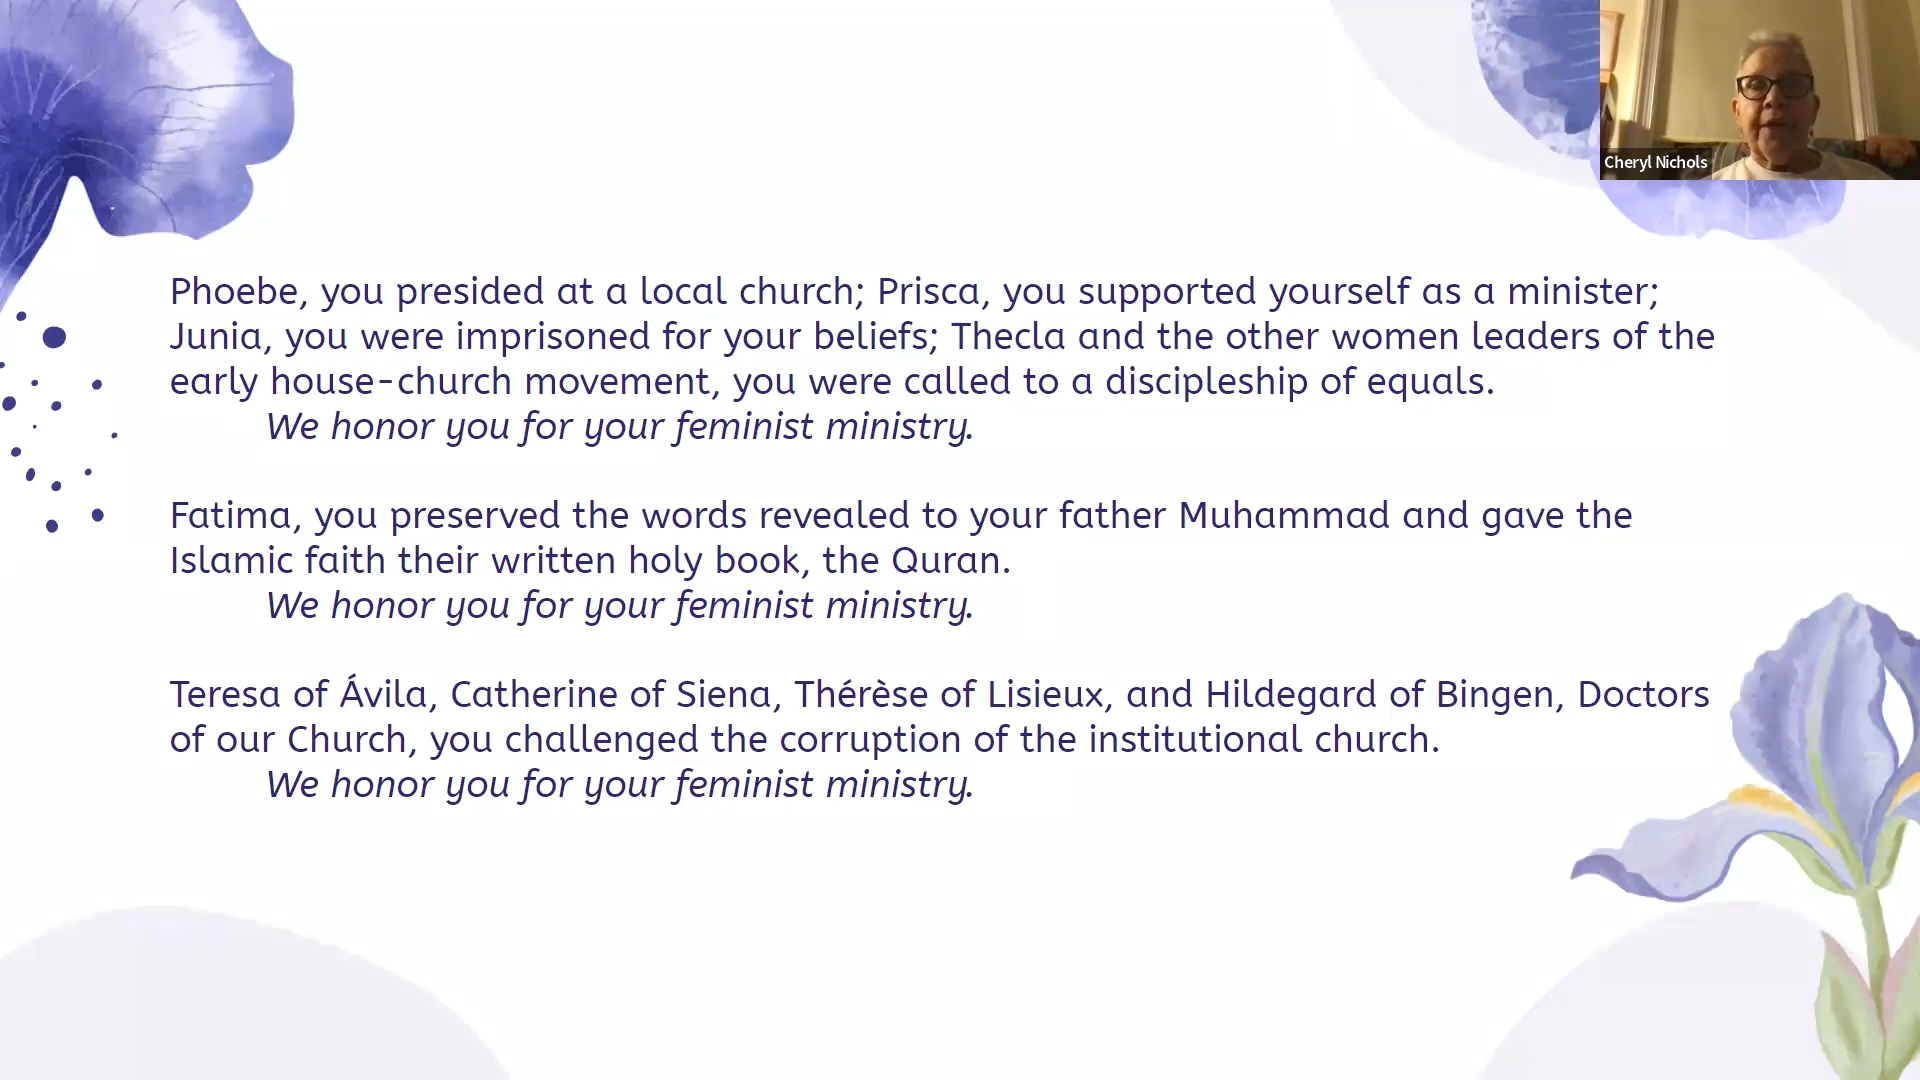 Cheryl Nichols
Phoebe, you presided at a local church; Prisca, you supported yourself as a minister;
Junia, you were imprisoned for your beliefs; Thecla and the other women leaders of the
early house-church movement, you were called to a discipleship of equals.
We honor you for your feminist ministry.
Fatima, you preserved the words revealed to your father Muhammad and gave the
Islamic faith their written holy book, the Quran.
We honor you for your feminist ministry.
Teresa of Ávila, Catherine of Siena, Thérèse of Lisieux, and Hildegard of Bingen, Doctors
of our Church, you challenged the corruption of the institutional church.
We honor you for your feminist ministry.